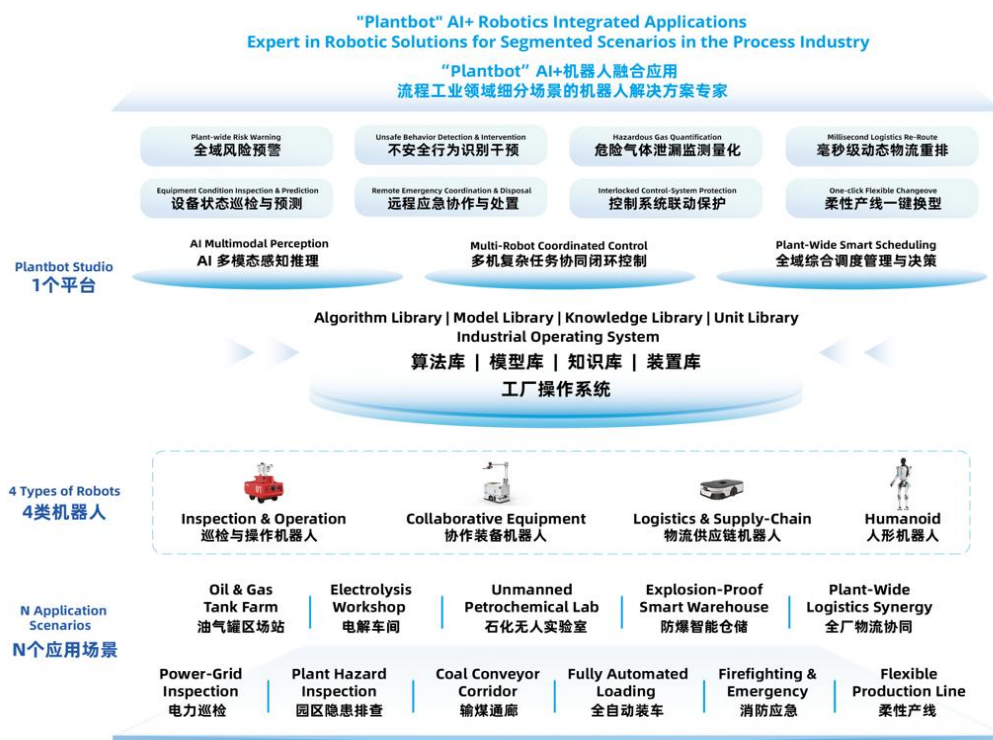 "Plantbot" AI+ Robotics Integrated Applications
Expert in Robotic Solutions for Segmented Scenarios in the Process Industry
“Plantbot” AI+机器人融合应用
流程工业领域细分场景的机器人解决方案专家
Plant-wide Risk Warning
全域风险预警
Unsafe Behavior Detection & Intervention
不安全行为识别干预
Hazardous Gas Quantification
危险气体泄漏监测量化
Millisecond Logistics Re-Route
毫秒级动态物流重排
Equipment Condition Inspection & Prediction
设备状态巡检与预测
Remote Emergency Coordination & Disposal
远程应急协作与处置
Interlocked Control-System Protection
控制系统联动保护
One-click Flexible Changeove
柔性产线一键换型
Plantbot Studio
1个平台
AI Multimodal Perception
AI 多模态感知推理
Multi-Robot Coordinated Control
多机复杂任务协同闭环控制
Plant-Wide Smart Scheduling
全域综合调度管理与决策
Algorithm Library | Model Library | Knowledge Library | Unit Library
Industrial Operating System
算法库 | 模型库 | 知识库 | 装置库
工厂操作系统
4 Types of Robots
4类机器人
01
Inspection & Operation
巡检与操作机器人
Collaborative Equipment
协作装备机器人
Logistics & Supply-Chain
物流供应链机器人
Humanoid
人形机器人
N Application
Scenarios
N个应用场景
Oil & Gas
Tank Farm
油气罐区场站
Electrolysis
Workshop
电解车间
Unmanned
Petrochemical Lab
石化无人实验室
Explosion-Proof
Smart Warehouse
防爆智能仓储
Plant-Wide
Logistics Synergy
全厂物流协同
Power-Grid
Inspection
电力巡检
Plant Hazard
Inspection
园区隐患排查
Coal Conveyor
Corridor
输煤通廊
Fully Automated
Loading
全自动装车
Firefighting &
Emergency
消防应急
Flexible
Production Line
柔性产线